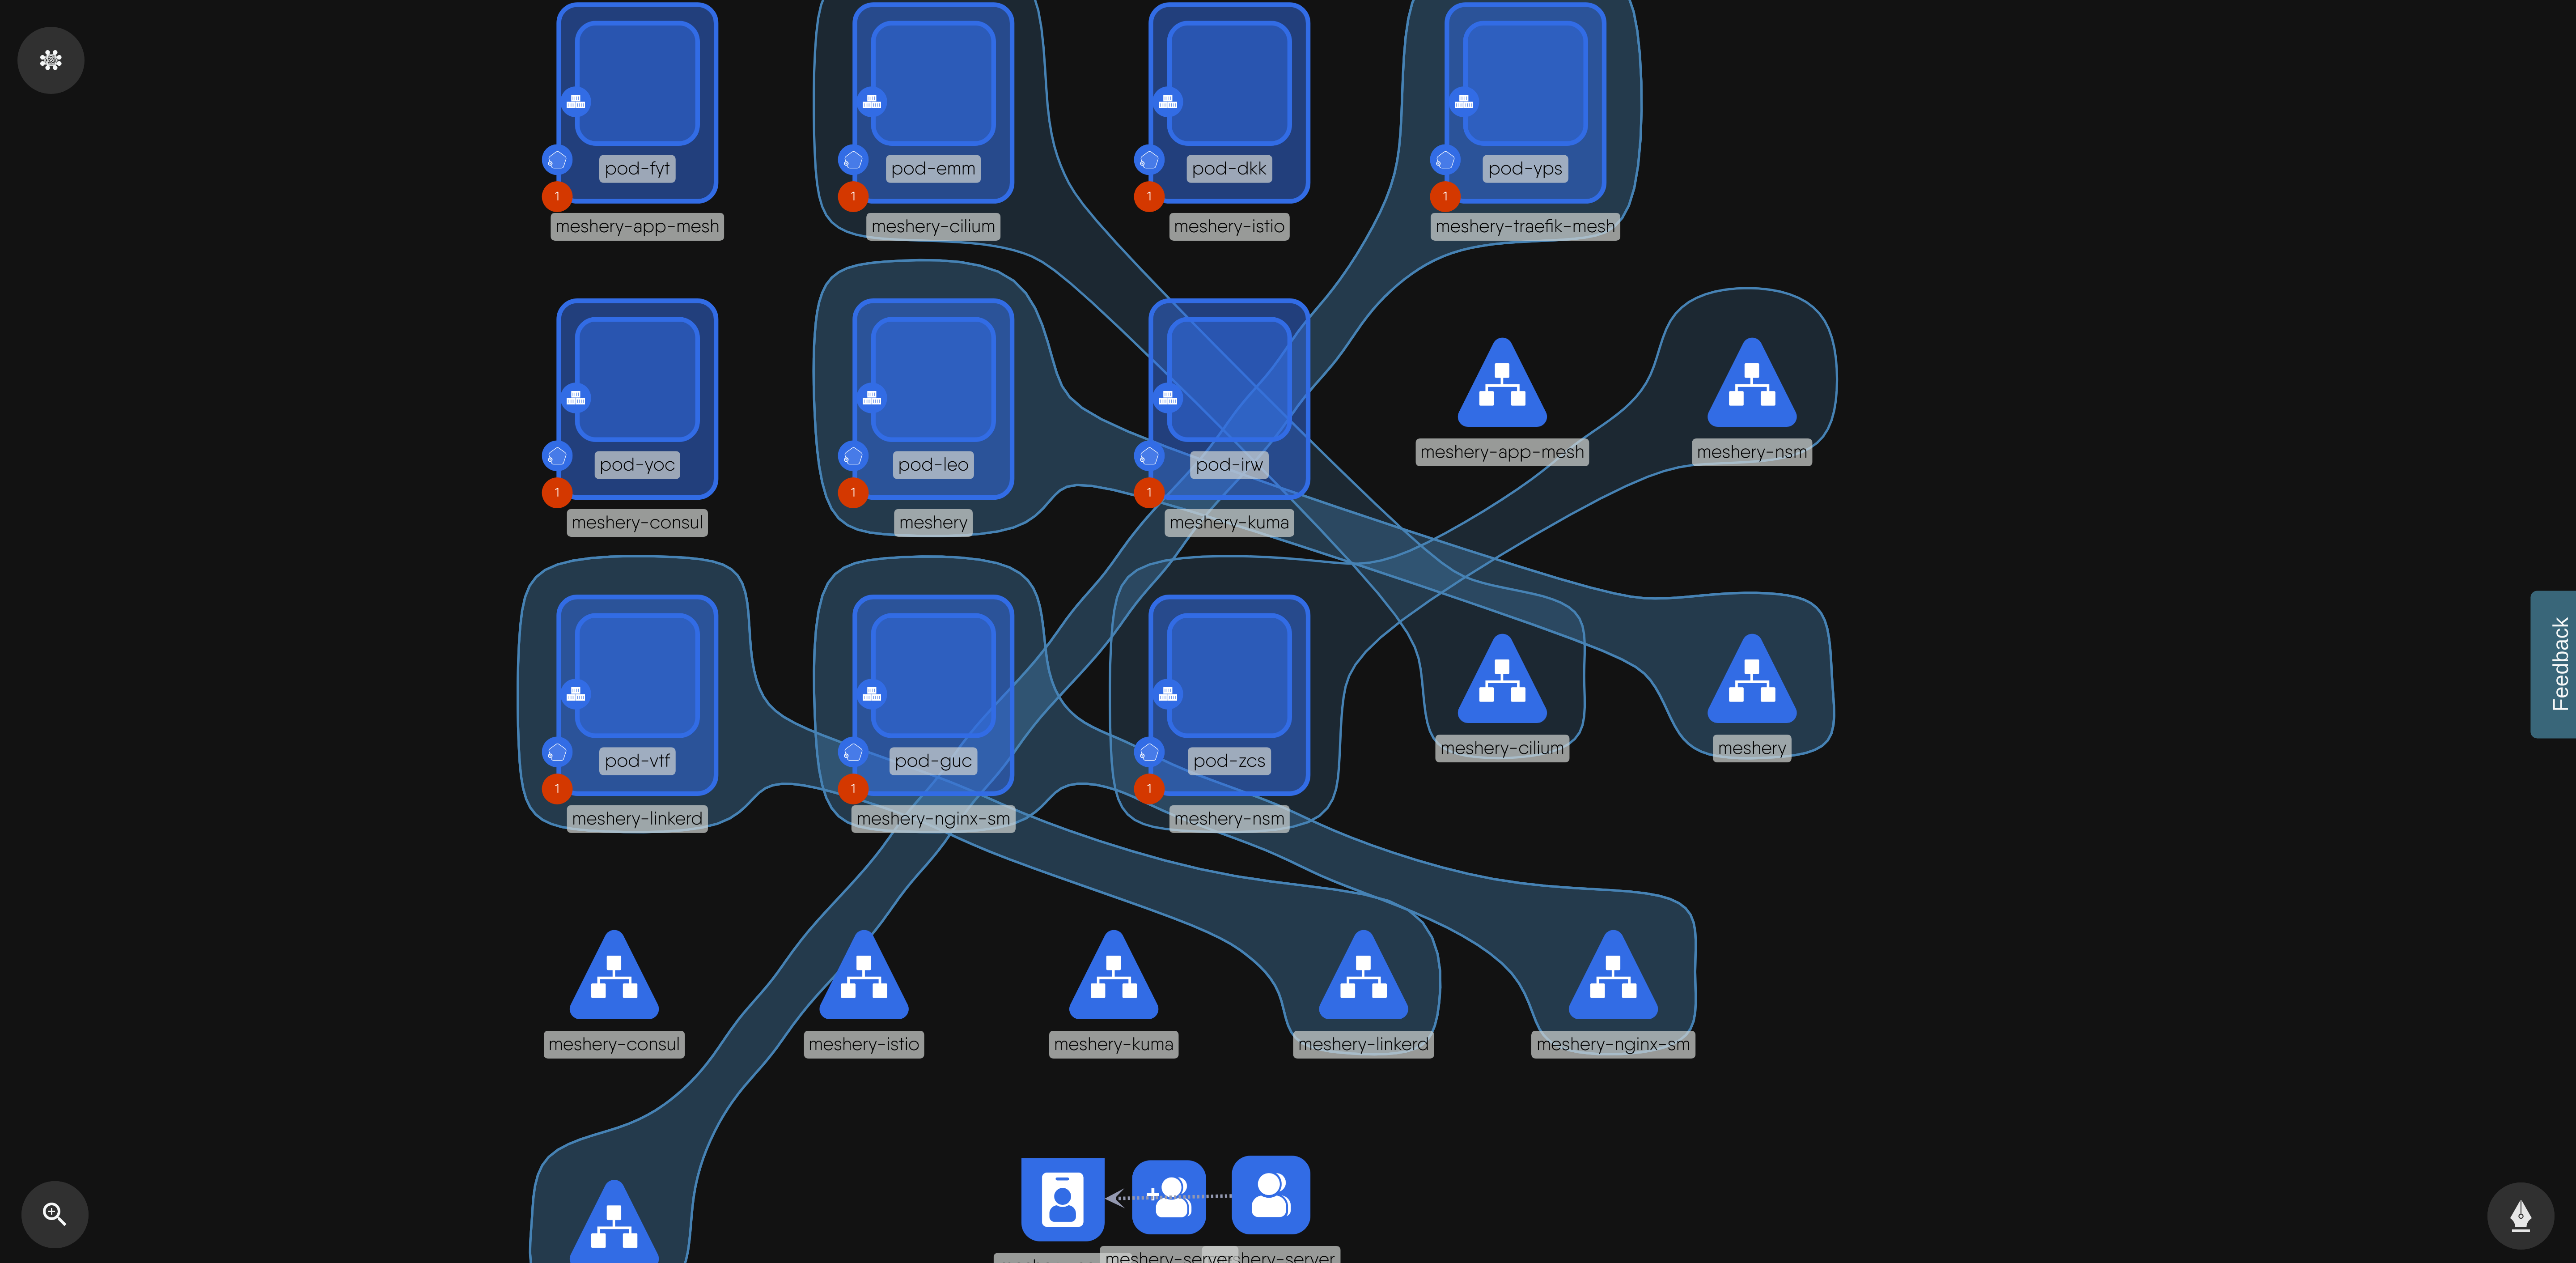 pod-fyt
1
meshery-app-mesh
pod-emm
1
meshery-cilium
pod-dkk
1
meshery-istio
pod-yps
1
meshery-traefik-mesh
pod-yoc
1
meshery-consul
pod-leo
1
meshery
pod-irw
1
meshery-kuma
meshery-app-mesh
meshery-nsm
pod-vtf
1
meshery-linkerd
pod-guc
1
meshery-nginx-sm
pod-zcs
1
meshery-nsm
meshery-cilium
meshery
Feedback
meshery-consul
meshery-istio
meshery-kuma
meshery-linkerd
meshery-nginx-sm
meshery-server